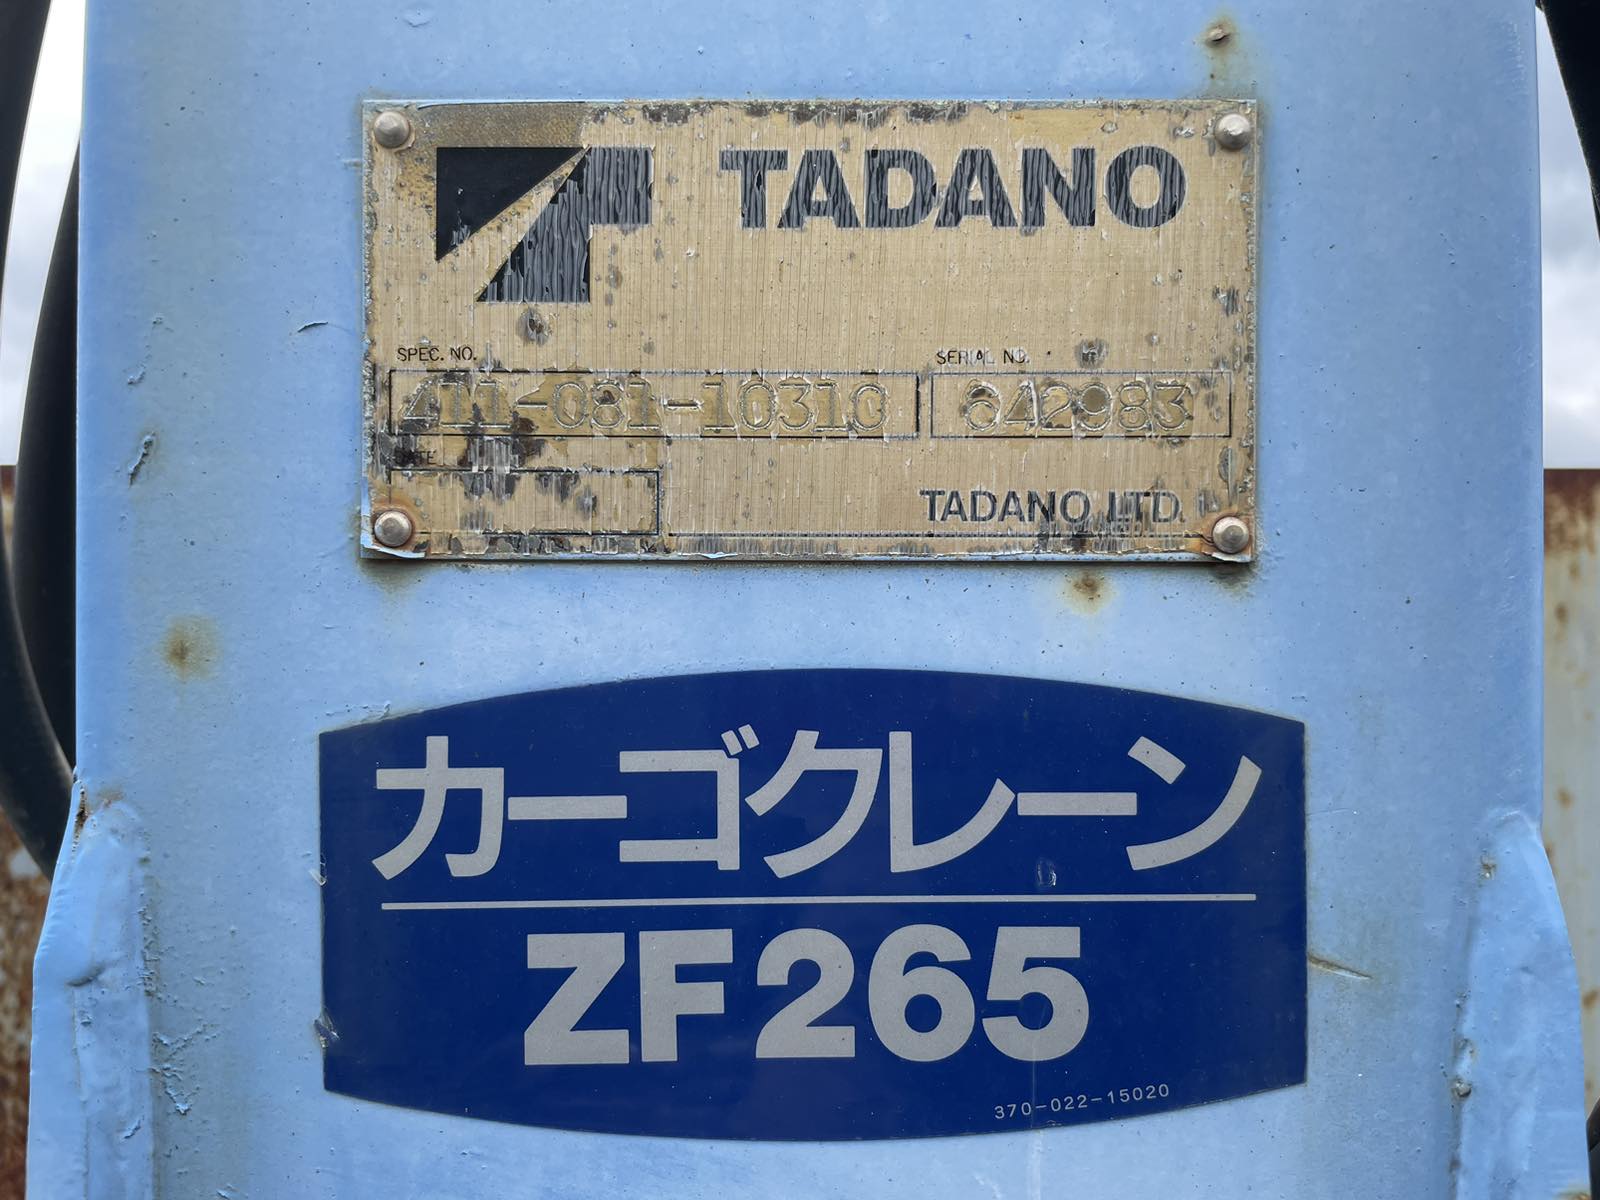 TADANO
SPEC. NO.
SERIAL NO.
411-081-10310
642983
DATE
TADANO LTD.
カーゴクレーン
ZF265
370-022-15020